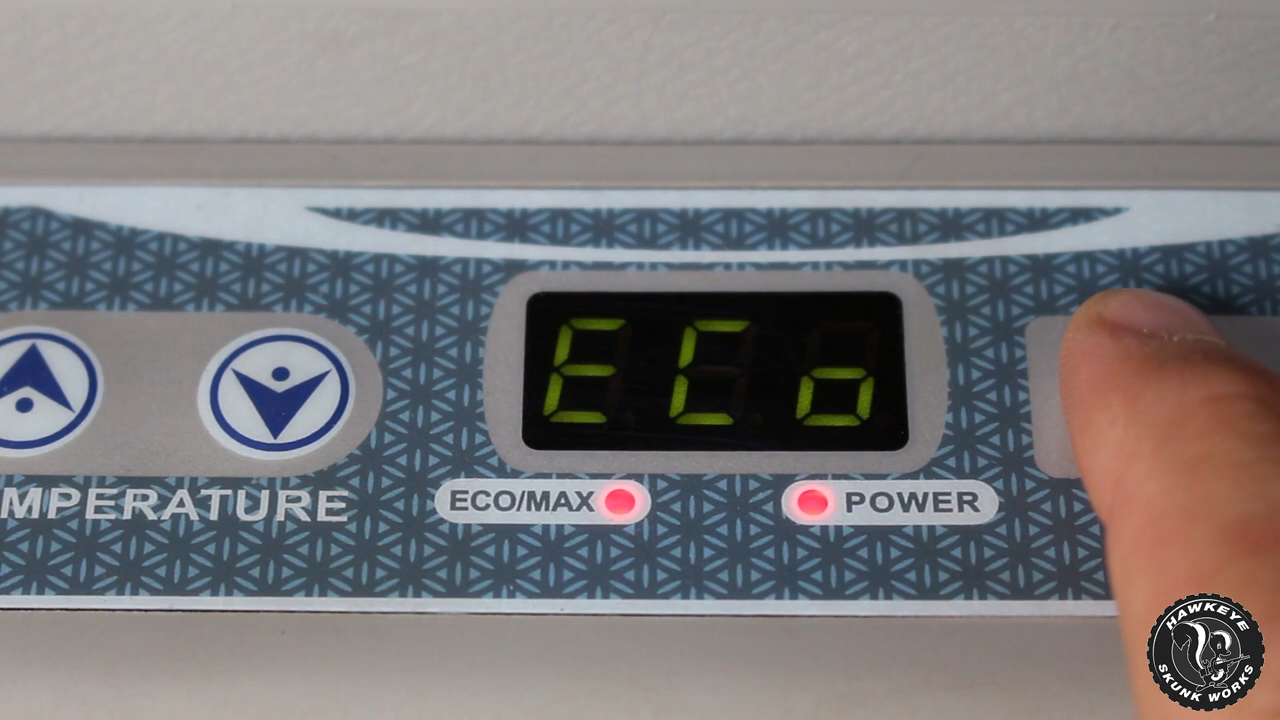 ECo
MPERATURE
ECO/MAX
POWER
HAWKEYE
SKUNK WORKS